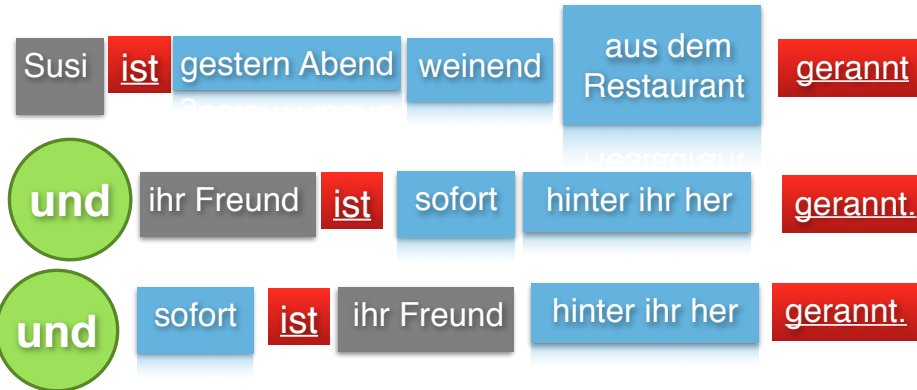 Susi ist gestern Abend weinend aus dem Restaurant gerannt
und ihr Freund ist sofort hinter ihr her gerannt.
und sofort ist ihr Freund hinter ihr her gerannt.